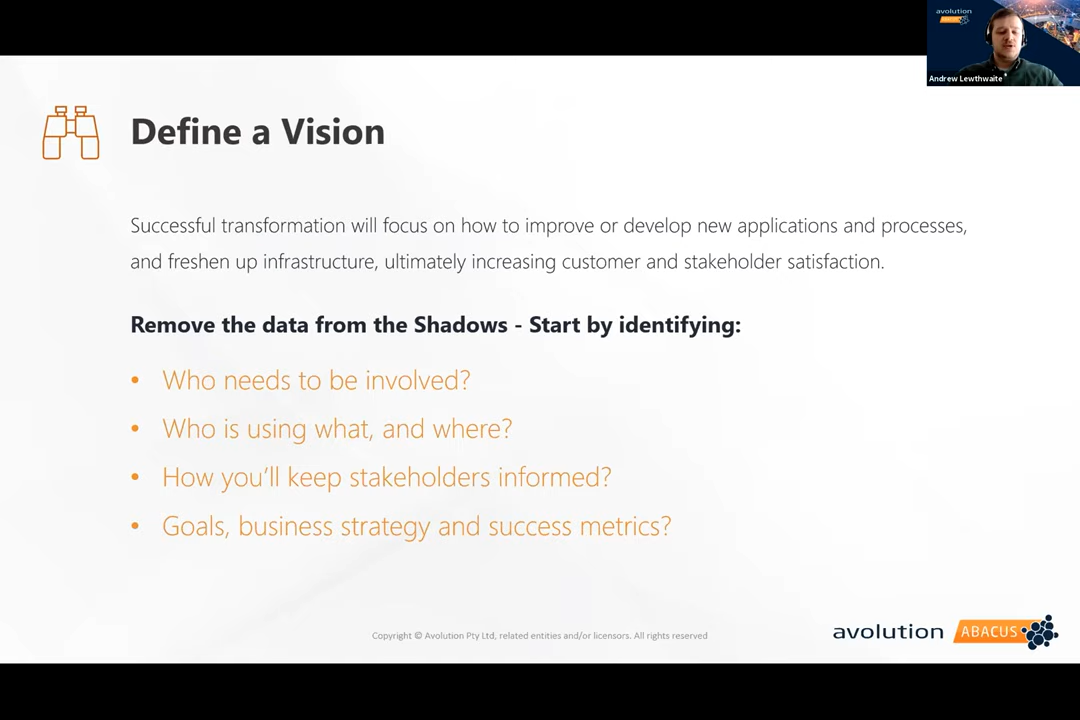 avolution
Andrew Lewthwaite
Define a Vision
Successful transformation will focus on how to improve or develop new applications and processes,
and freshen up infrastructure, ultimately increasing customer and stakeholder satisfaction.
Remove the data from the Shadows - Start by identifying:
• Who needs to be involved?
• Who is using what, and where?
• How you’ll keep stakeholders informed?
• Goals, business strategy and success metrics?
Copyright © Avolution Pty Ltd, related entities and/or licensors. All rights reserved
avolution ABACUS